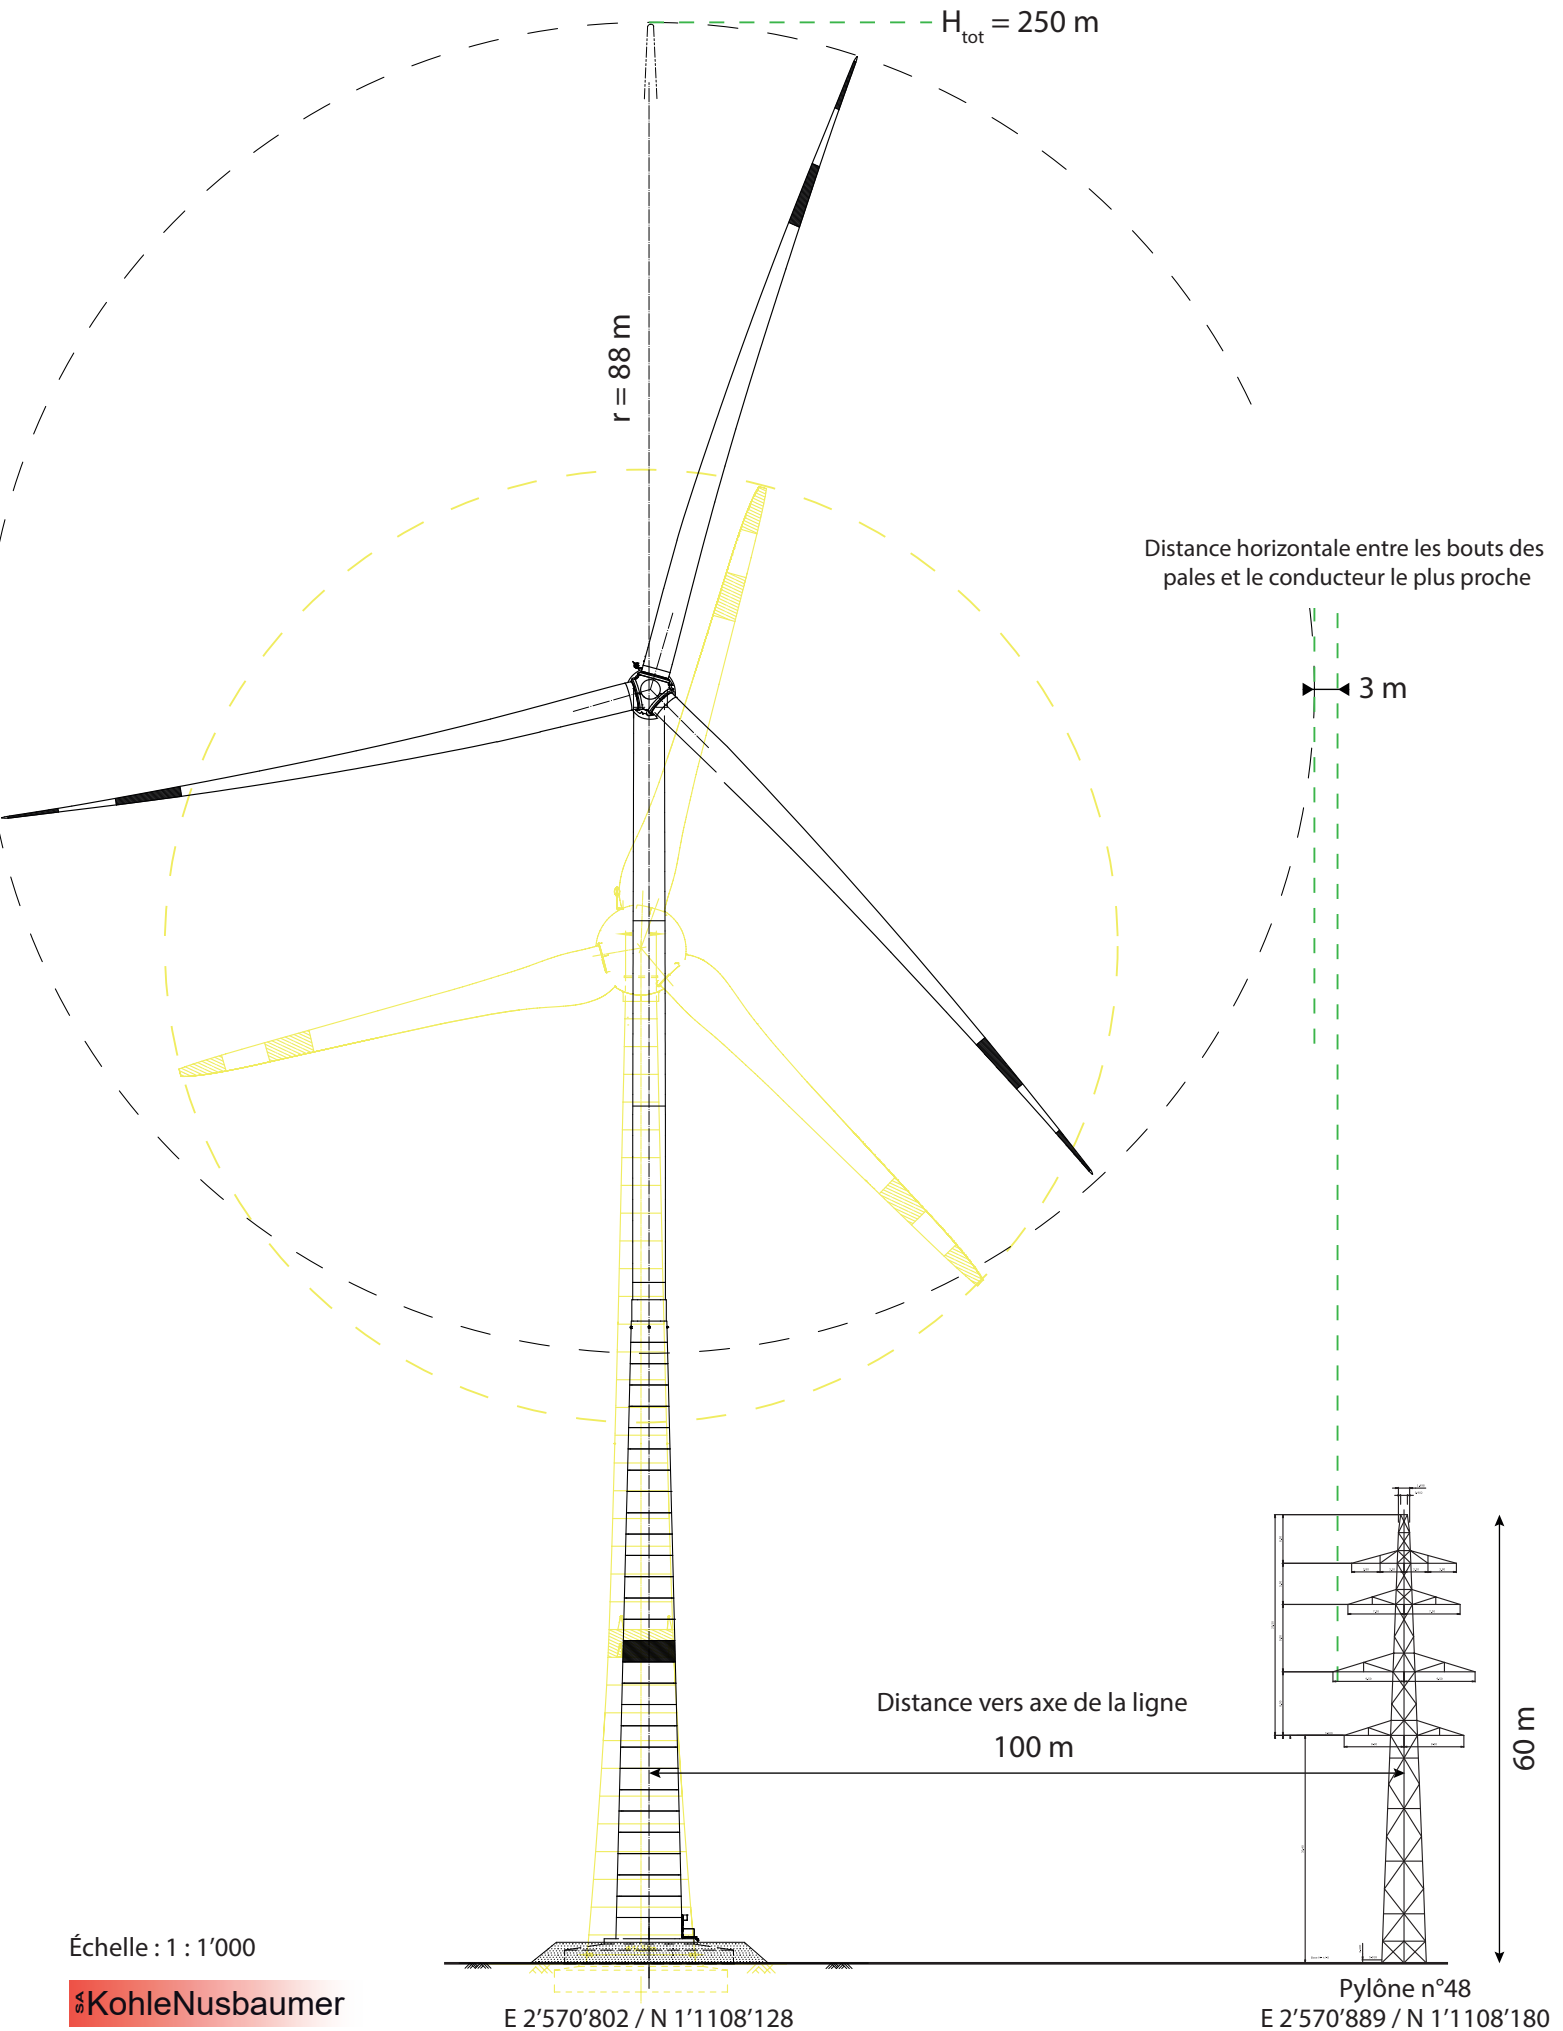 H_tot = 250 m
r = 88 m
Distance horizontale entre les bouts des
pales et le conducteur le plus proche
3 m
Distance vers axe de la ligne
100 m
60 m
Échelle : 1 : 1’000
SA KohleNusbaumer
E 2’570’802 / N 1’1108’128
Pylône n°48
E 2’570’889 / N 1’1108’180